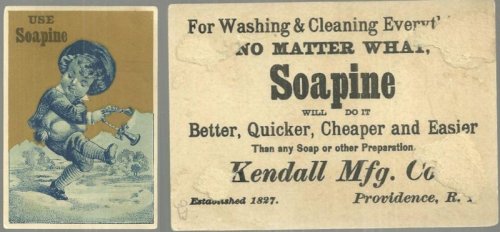 USE
Soapine
For Washing & Cleaning Everyth
NO MATTER WHAT,
Soapine
WILL DO IT
Better, Quicker, Cheaper and Easier
Than any Soap or other Preparation.
Kendall Mfg. Co
Established 1827. Providence, R. I